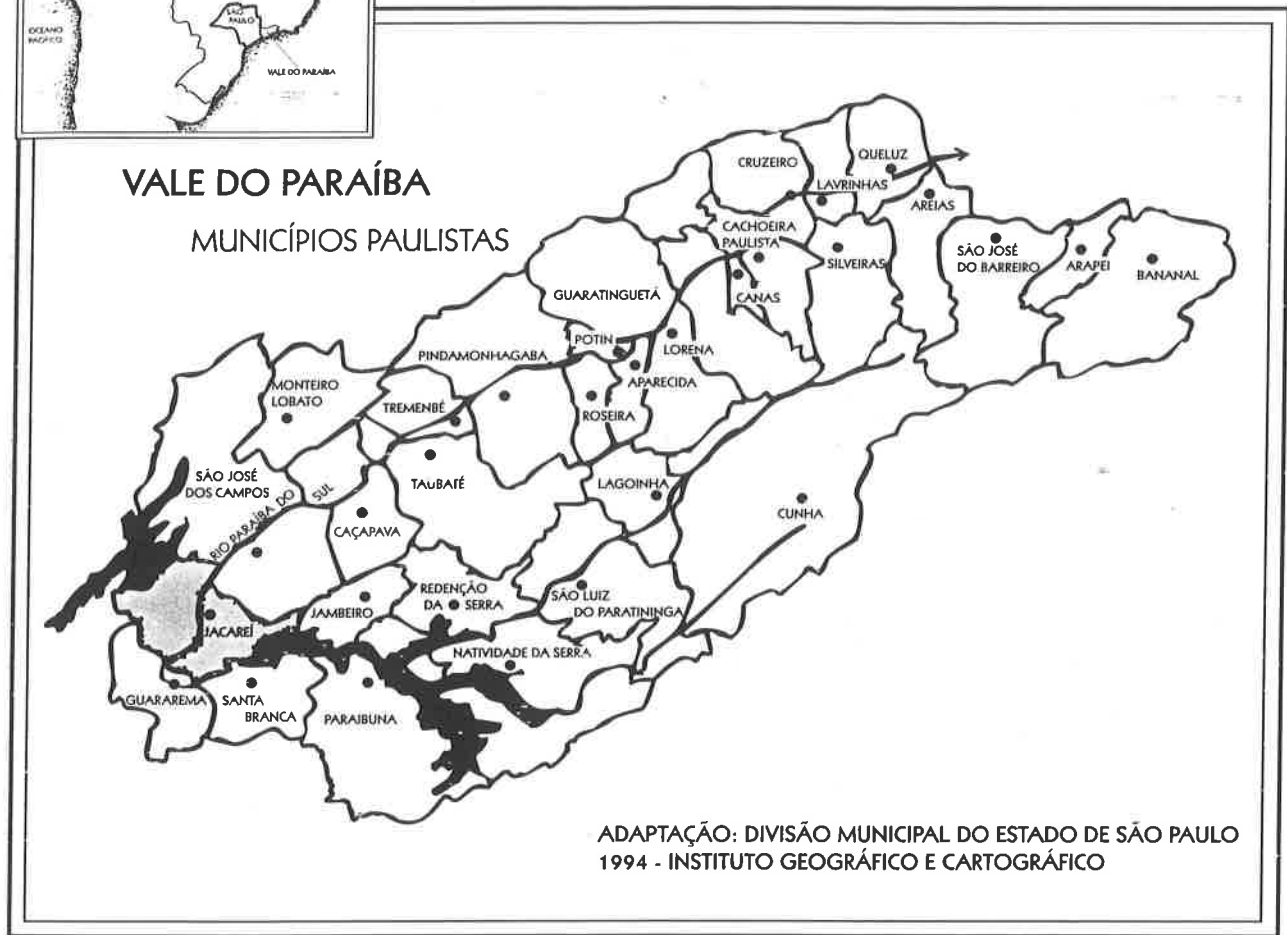 SÃO
PAULO
OCEANO
PACÍFICO
VALE DO PARAÍBA
VALE DO PARAÍBA
MUNICÍPIOS PAULISTAS
CRUZEIRO
QUELUZ
LAVRINHAS
AREIAS
CACHOEIRA
PAULISTA
SILVEIRAS
SÃO JOSÉ
DO BARREIRO
ARAPEI
BANANAL
CANAS
GUARATINGUETÁ
POTIN
LORENA
PINDAMONHAGABA
APARECIDA
MONTEIRO
LOBATO
TREMENBÉ
ROSEIRA
SÃO JOSÉ
DOS CAMPOS
TAUBATÉ
LAGOINHA
RIO PARAÍBA DO SUL
CAÇAPAVA
CUNHA
REDENÇÃO
DA SERRA
SÃO LUIZ
DO PARATININGA
JAMBEIRO
JACAREÍ
NATIVIDADE DA SERRA
GUARAREMA
SANTA
BRANCA
PARAIBUNA
ADAPTAÇÃO: DIVISÃO MUNICIPAL DO ESTADO DE SÃO PAULO
1994 - INSTITUTO GEOGRÁFICO E CARTOGRÁFICO